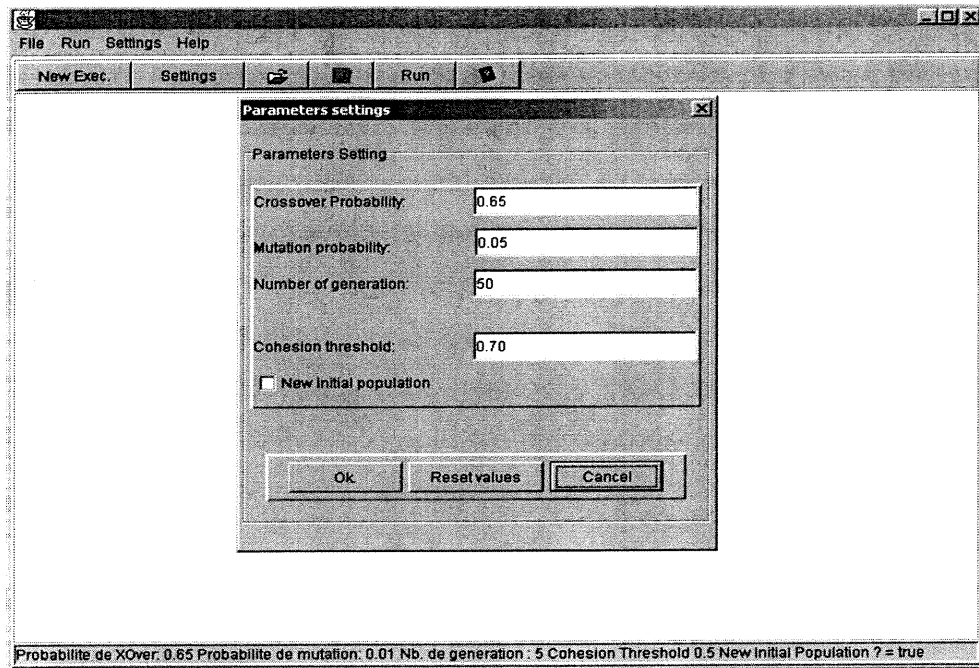 File Run Settings Help
New Exec. Settings Run
Parameters settings
Parameters Setting
Crossover Probability: 0.65
Mutation probability: 0.05
Number of generation: 50
Cohesion threshold: 0.70
New Initial population
Ok Reset values Cancel
Probabilite de XOver: 0.65 Probabilite de mutation: 0.01 Nb. de generation : 5 Cohesion Threshold 0.5 New Initial Population ? = true